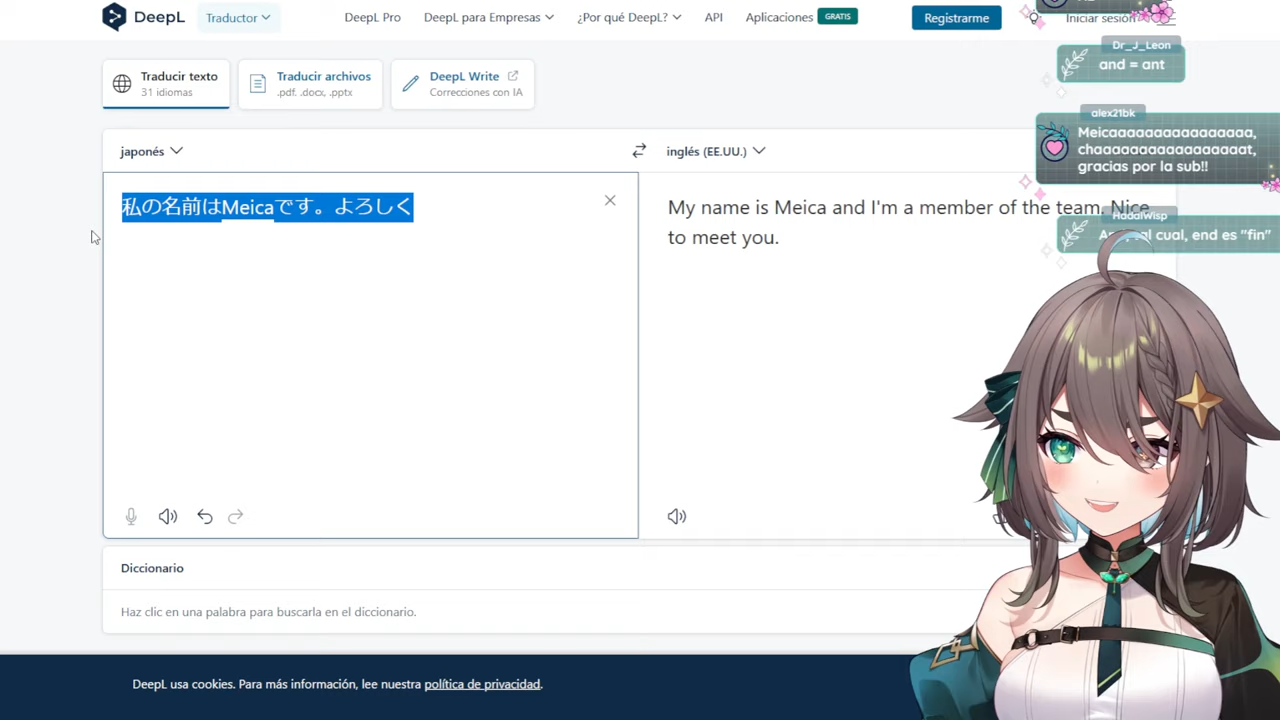 DeepL
Traductor
DeepL Pro
DeepL para Empresas
¿Por qué DeepL?
API
Aplicaciones
GRATIS
Registrarme
Iniciar sesión
Dr_J_Leon
and = ant
Traducir texto
31 idiomas
Traducir archivos
.pdf, .docx, .pptx
DeepL Write
Correcciones con IA
alex21bk
Meicaaaaaaaaaaaaaaaa,
chaaaaaaaaaaaaaaaaat,
gracias por la sub!!
japonés
inglés (EE.UU.)
私の名前はMeicaです。よろしく
My name is Meica and I'm a member of the team. Nice
to meet you.
HadalWisp
al cual, end es "fin"
Diccionario
Haz clic en una palabra para buscarla en el diccionario.
DeepL usa cookies. Para más información, lee nuestra política de privacidad.